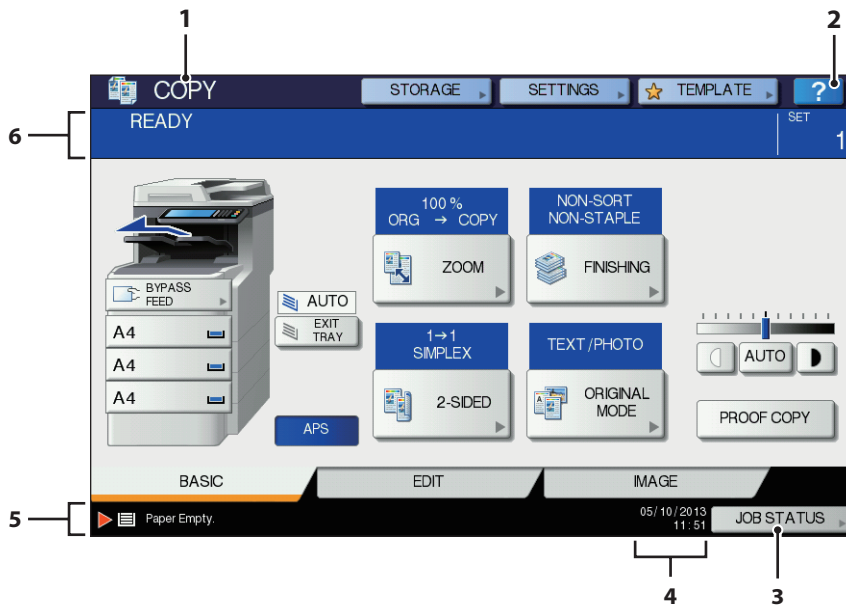 1
2
COPY
STORAGE
SETTINGS
TEMPLATE
?
6
READY
SET
1
100 %
ORG → COPY
ZOOM
NON-SORT
NON-STAPLE
FINISHING
BYPASS
FEED
A4
A4
A4
AUTO
EXIT
TRAY
APS
1→1
SIMPLEX
2-SIDED
TEXT/PHOTO
ORIGINAL
MODE
AUTO
PROOF COPY
BASIC
EDIT
IMAGE
5
Paper Empty.
05/10/2013
11:51
JOB STATUS
4
3